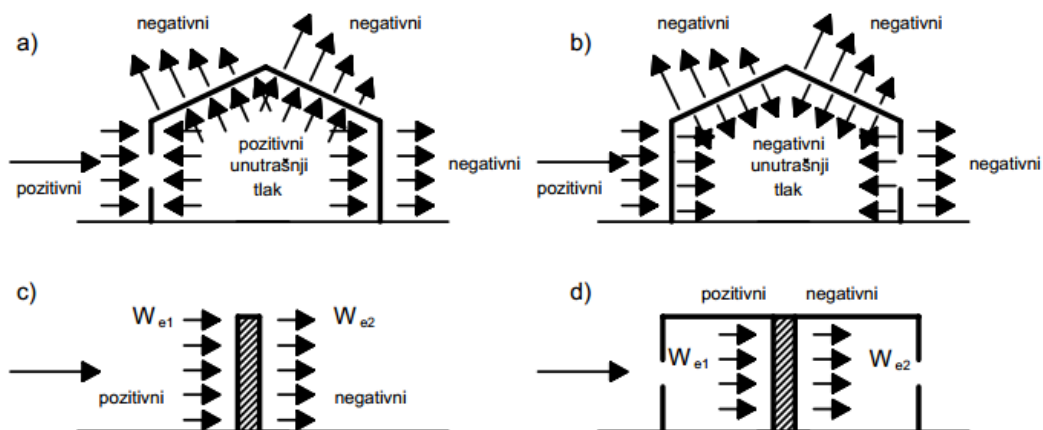 a)
negativni
negativni
pozitivni
pozitivni
unutrašnji
tlak
negativni
b)
negativni
negativni
pozitivni
negativni
unutrašnji
tlak
negativni
c)
We1
We2
pozitivni
negativni
d)
pozitivni negativni
We1
We2